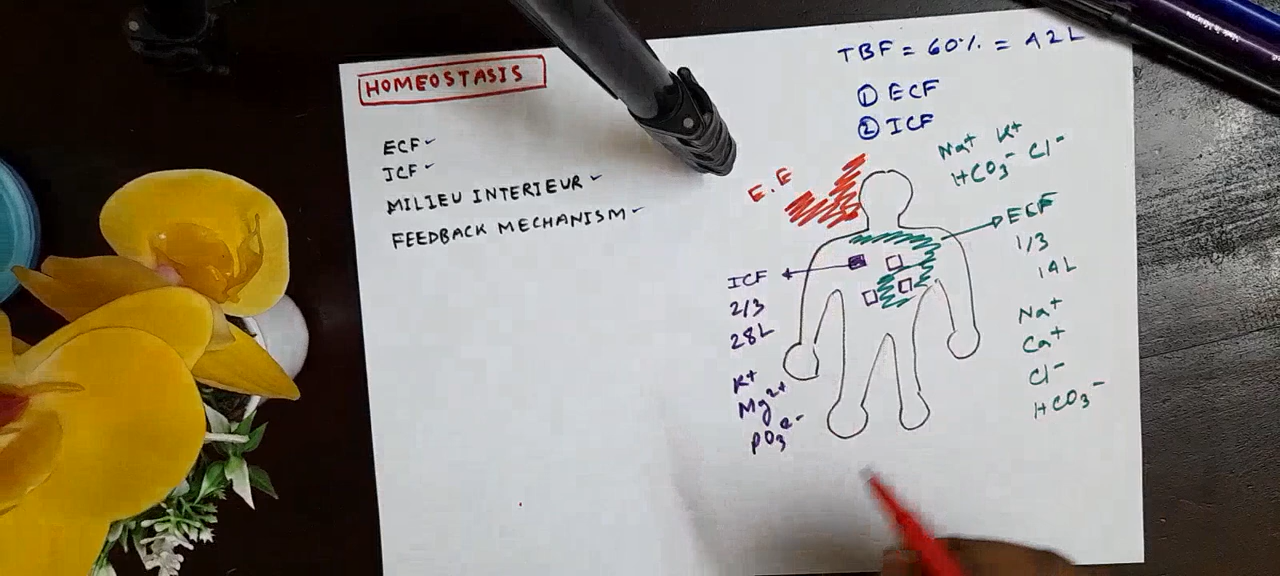 HOMEOSTASIS
ECF
ICF
MILIEU INTERIEUR
FEEDBACK MECHANISM
TBF = 60% = 42L
① ECF
② ICF
Na+ K+
HCO3- Cl-
E.E
ECF
1/3
14L
Na+
Ca+
Cl-
HCO3-
ICF
2/3
28L
K+
Mg2+